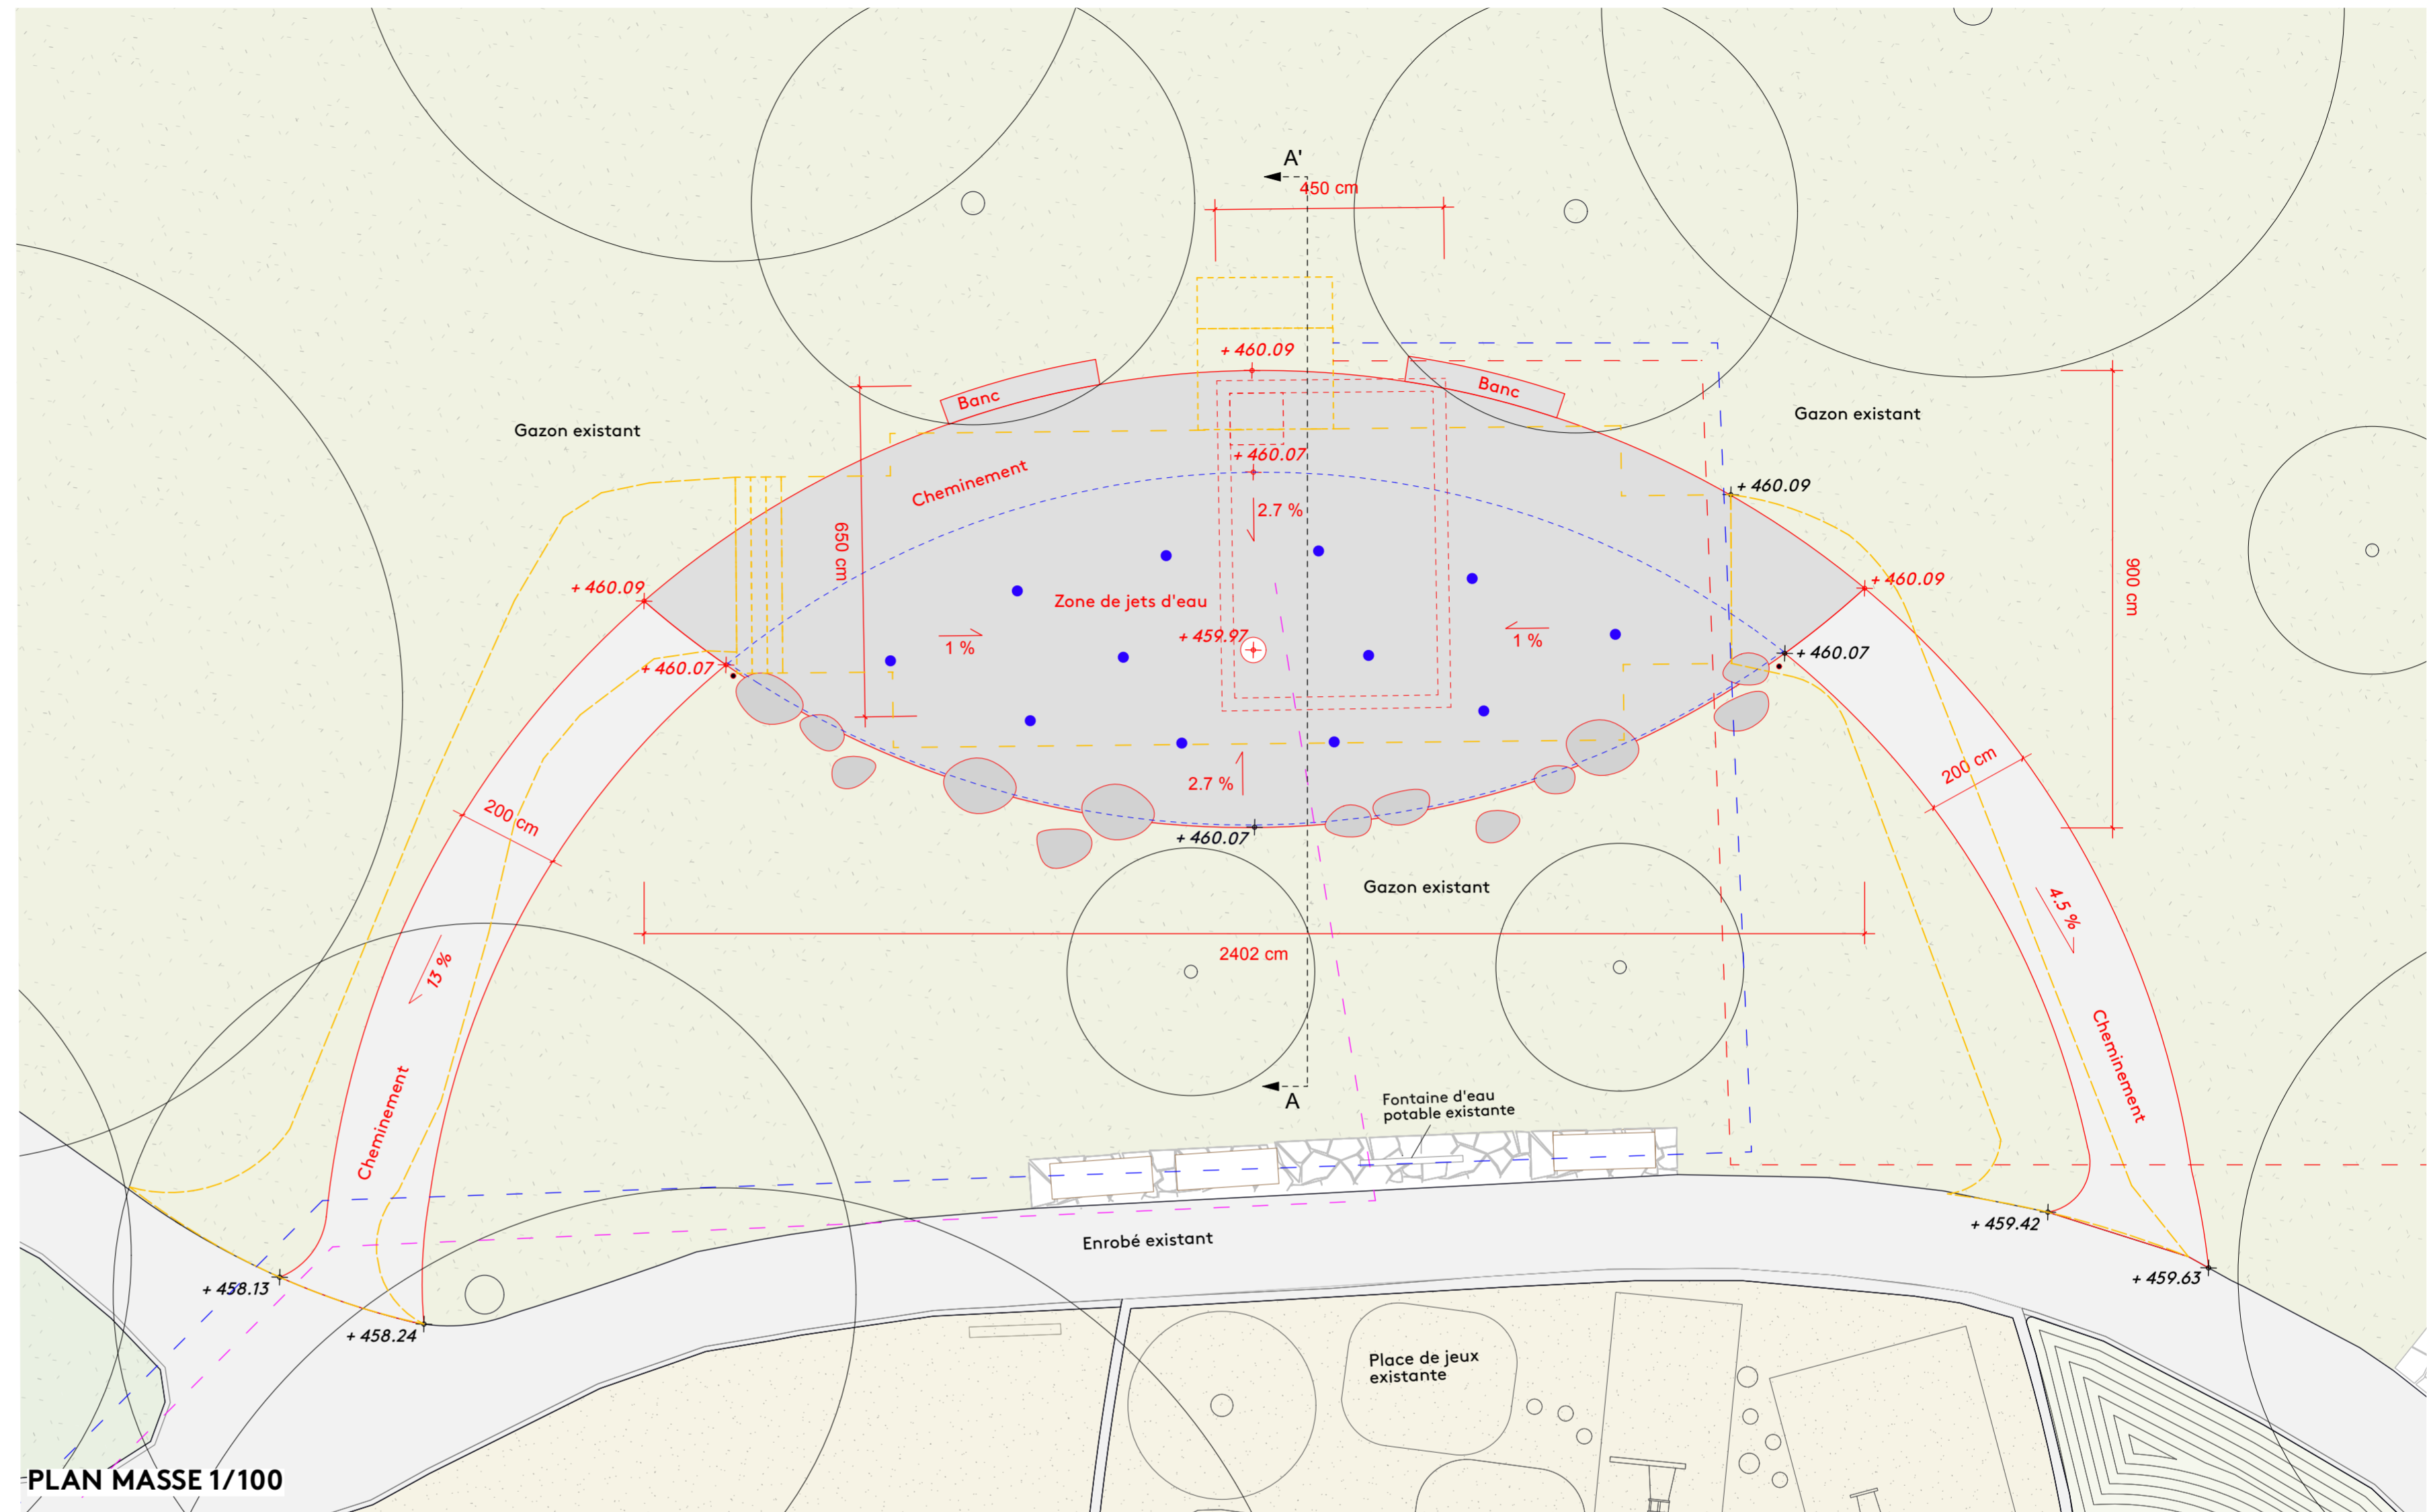 A'
450 cm
+ 460.09
Banc
Banc
Gazon existant
Gazon existant
+ 460.07
Cheminement
+ 460.09
2.7 %
650 cm
+ 460.09
+ 460.09
900 cm
Zone de jets d'eau
+ 459.97
1 %
1 %
+ 460.07
+ 460.07
200 cm
2.7 %
200 cm
+ 460.07
Gazon existant
4.5 %
2402 cm
13 %
Cheminement
Cheminement
A
Fontaine d'eau
potable existante
+ 459.42
Enrobé existant
+ 459.63
+ 458.13
+ 458.24
Place de jeux
existante
PLAN MASSE 1/100